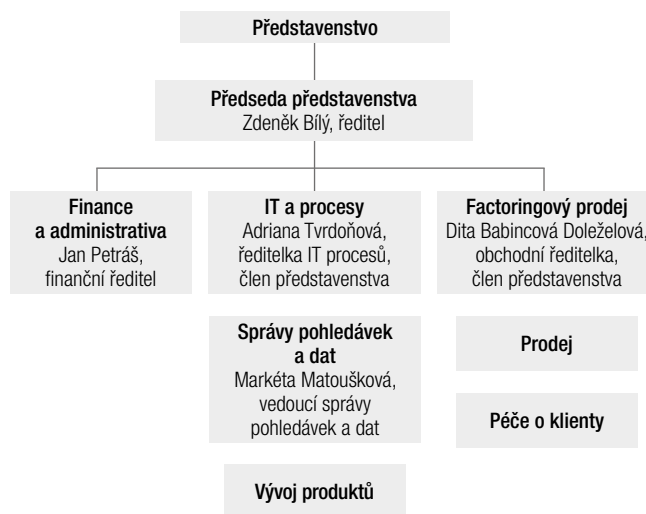 Představenstvo
Předseda představenstva
Zdeněk Bílý, ředitel
Finance
a administrativa
Jan Petráš,
finanční ředitel
IT a procesy
Adriana Tvrdoňová,
ředitelka IT procesů,
člen představenstva
Factoringový prodej
Dita Babincová Doleželová,
obchodní ředitelka,
člen představenstva
Správy pohledávek
a dat
Markéta Matoušková,
vedoucí správy
pohledávek a dat
Prodej
Péče o klienty
Vývoj produktů